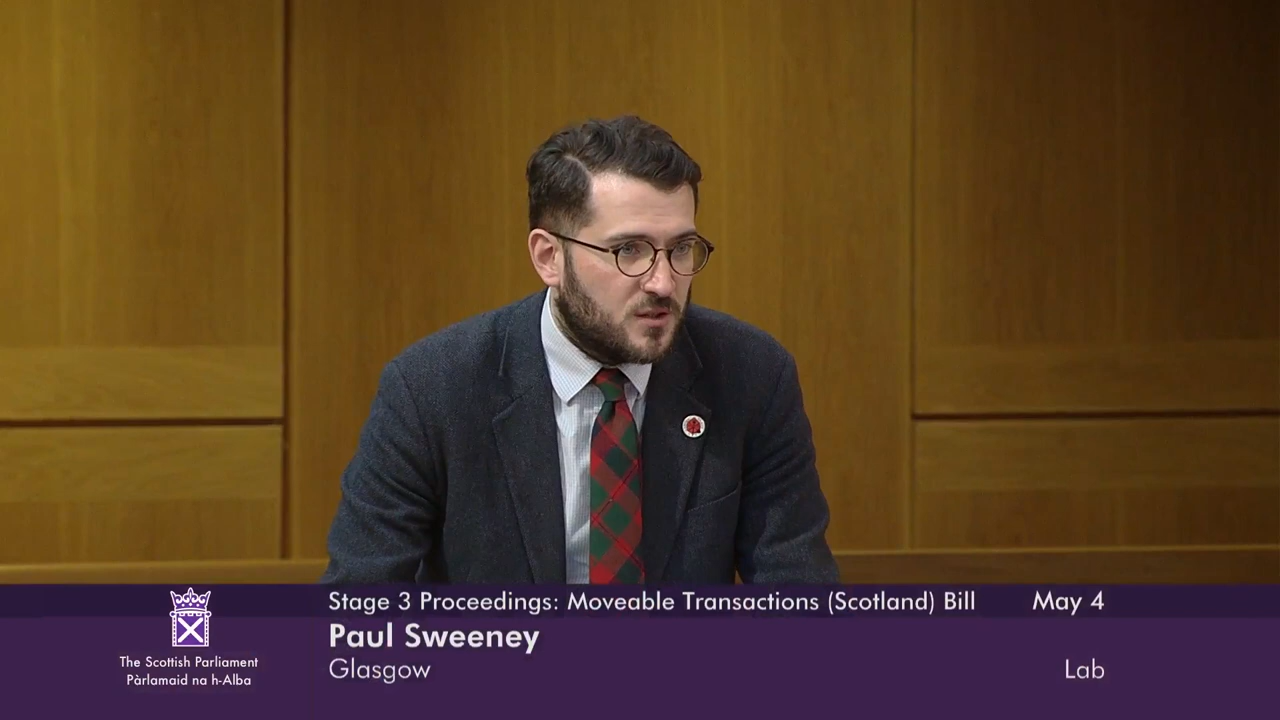 Stage 3 Proceedings: Moveable Transactions (Scotland) Bill May 4
Paul Sweeney
Glasgow Lab
The Scottish Parliament
Pàrlamaid na h-Alba